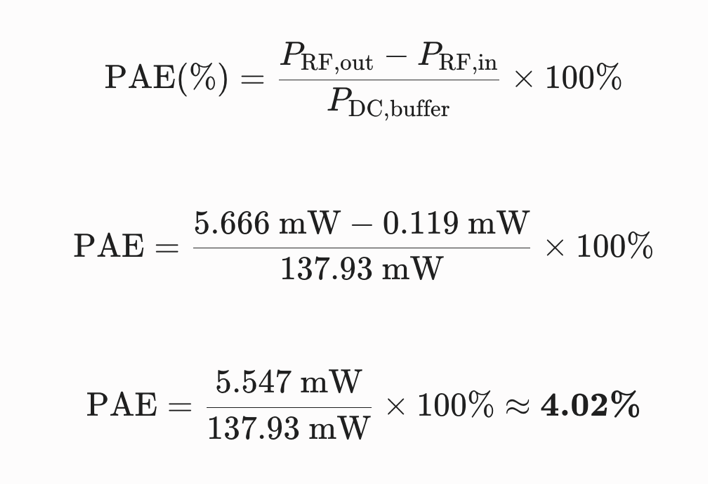 PAE(%) = (P_RF,out − P_RF,in) / P_DC,buffer × 100%
PAE = (5.666 mW − 0.119 mW) / 137.93 mW × 100%
PAE = 5.547 mW / 137.93 mW × 100% ≈ 4.02%